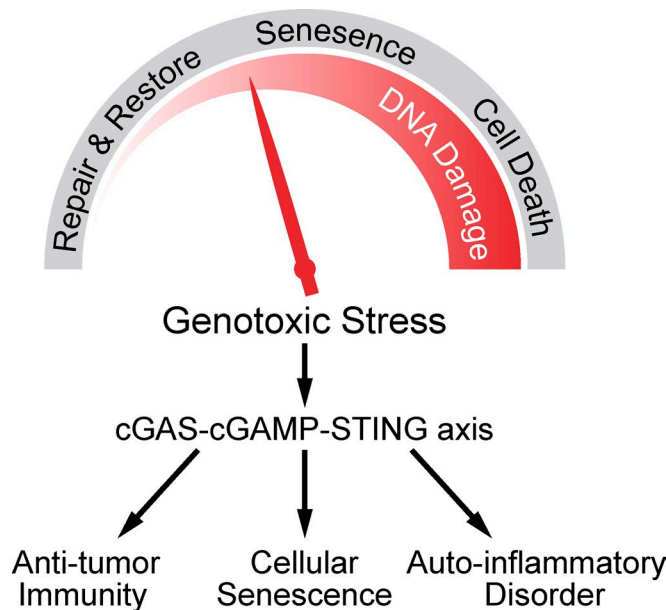 Repair & Restore
Senesence
Cell Death
DNA Damage
Genotoxic Stress
cGAS-cGAMP-STING axis
Anti-tumor
Immunity
Cellular
Senescence
Auto-inflammatory
Disorder